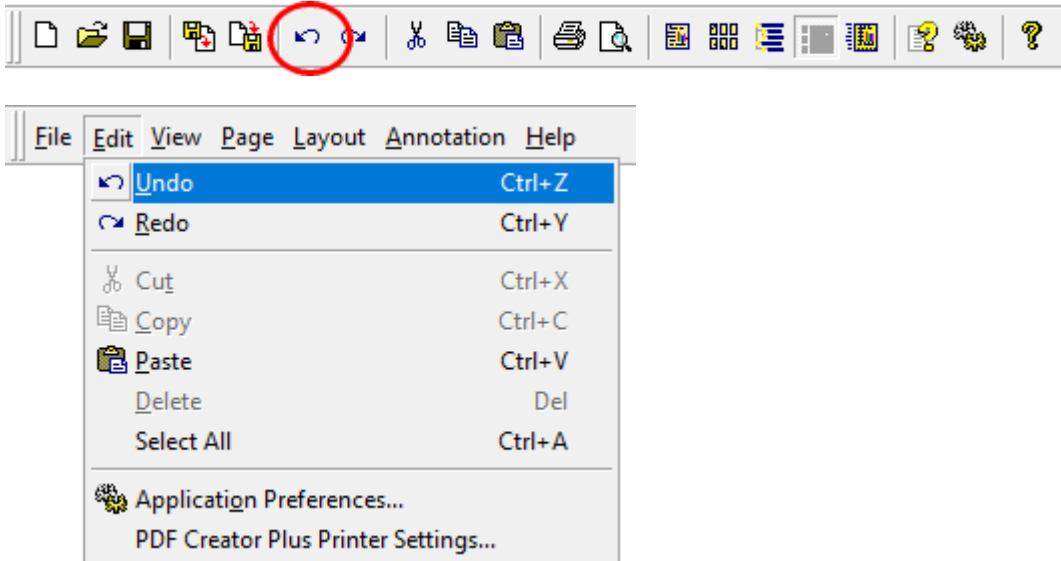 File Edit View Page Layout Annotation Help
Undo Ctrl+Z
Redo Ctrl+Y
Cut Ctrl+X
Copy Ctrl+C
Paste Ctrl+V
Delete Del
Select All Ctrl+A
Application Preferences...
PDF Creator Plus Printer Settings...